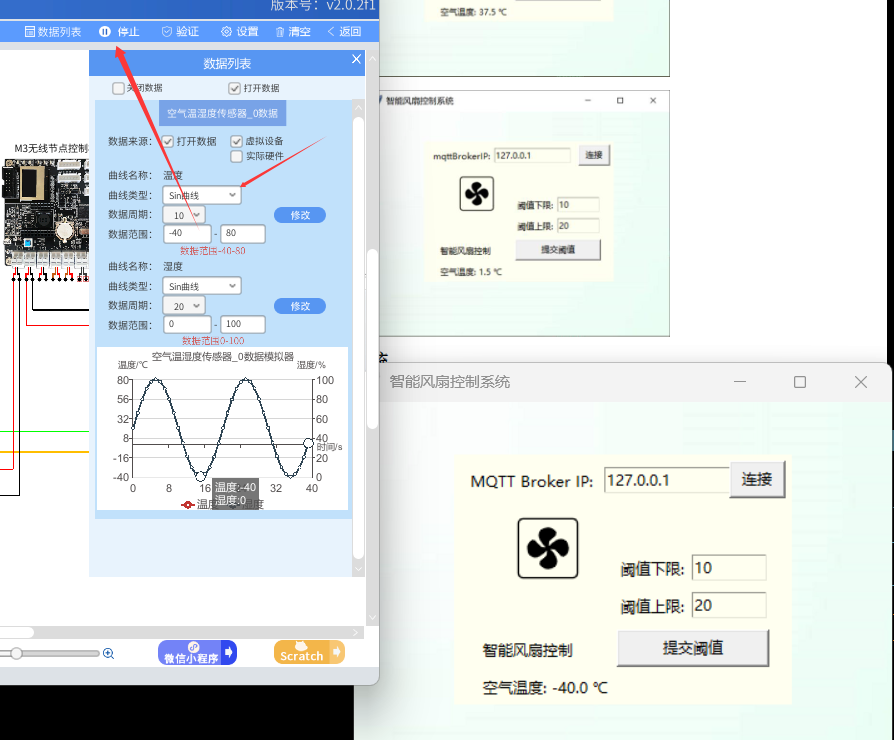 版本号：v2.0.2f1
数据列表 停止 验证 设置 清空 返回
数据列表
关闭数据 打开数据
空气温湿度传感器_0数据
数据来源： 打开数据 虚拟设备
实际硬件
曲线名称： 温度
曲线类型： Sin曲线
数据周期： 10 修改
数据范围： -40 - 80
数据范围-40-80
曲线名称： 湿度
曲线类型： Sin曲线
数据周期： 20 修改
数据范围： 0 - 100
数据范围0-100
空气温湿度传感器_0数据模拟器
温度/℃ 湿度/%
80 100
56 80
32 60
8 40
时间/s
-16 20
-40 0
0 8 16 32 40
温度:-40
湿度:0
温度 湿度
M3无线节点控制
微信小程序
Scratch
空气温度: 37.5 ℃
智能风扇控制系统
mqttBrokerIP: 127.0.0.1 连接
阈值下限: 10
阈值上限: 20
智能风扇控制 提交阈值
空气温度: 1.5 ℃
智能风扇控制系统
MQTT Broker IP: 127.0.0.1 连接
阈值下限: 10
阈值上限: 20
智能风扇控制 提交阈值
空气温度: -40.0 ℃